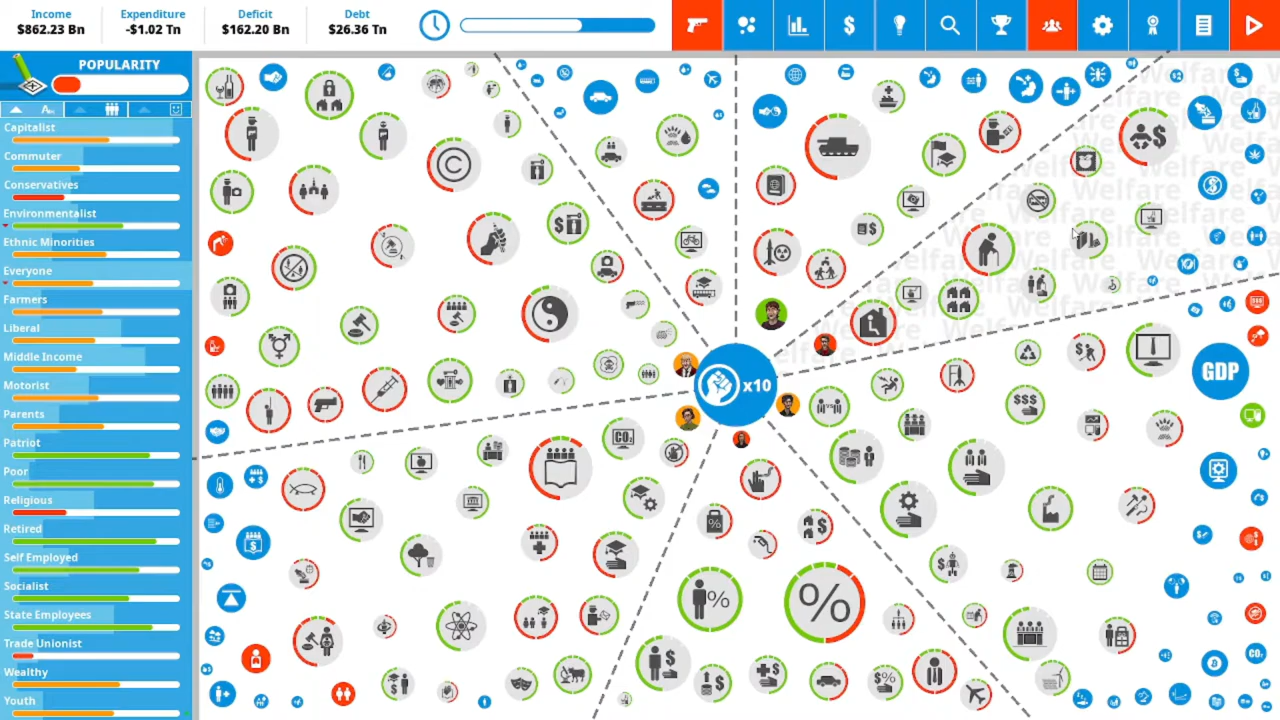 Income
Expenditure
Deficit
Debt
$862.23 Bn
-$1.02 Tn
$162.20 Bn
$26.36 Tn
POPULARITY
Capitalist
Commuter
Conservatives
Environmentalist
Ethnic Minorities
Everyone
Farmers
Liberal
Middle Income
Motorist
Parents
Patriot
Poor
Religious
Retired
Self Employed
Socialist
State Employees
Trade Unionist
Wealthy
Youth
x10
GDP
CO₂
CO₂
Welfare